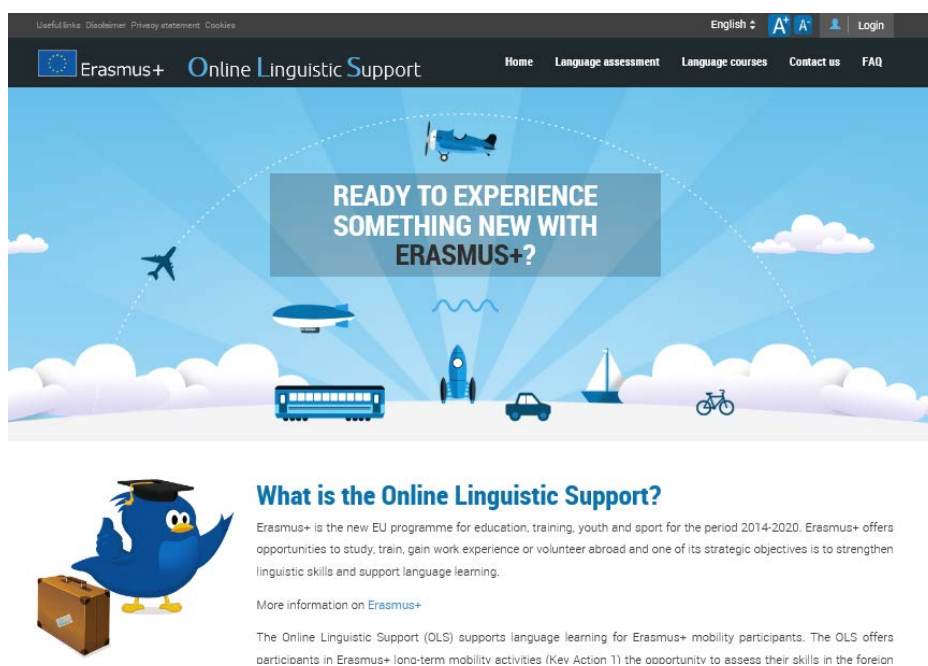 Useful links Disclaimer Privacy statement Cookies
English A+ A- Login
Erasmus+ Online Linguistic Support
Home Language assessment Language courses Contact us FAQ
READY TO EXPERIENCE
SOMETHING NEW WITH
ERASMUS+?
What is the Online Linguistic Support?
Erasmus+ is the new EU programme for education, training, youth and sport for the period 2014-2020. Erasmus+ offers
opportunities to study, train, gain work experience or volunteer abroad and one of its strategic objectives is to strengthen
linguistic skills and support language learning.
More information on Erasmus+
The Online Linguistic Support (OLS) supports language learning for Erasmus+ mobility participants. The OLS offers
participants in Erasmus+ long-term mobility activities (Key Action 1) the opportunity to assess their skills in the foreign